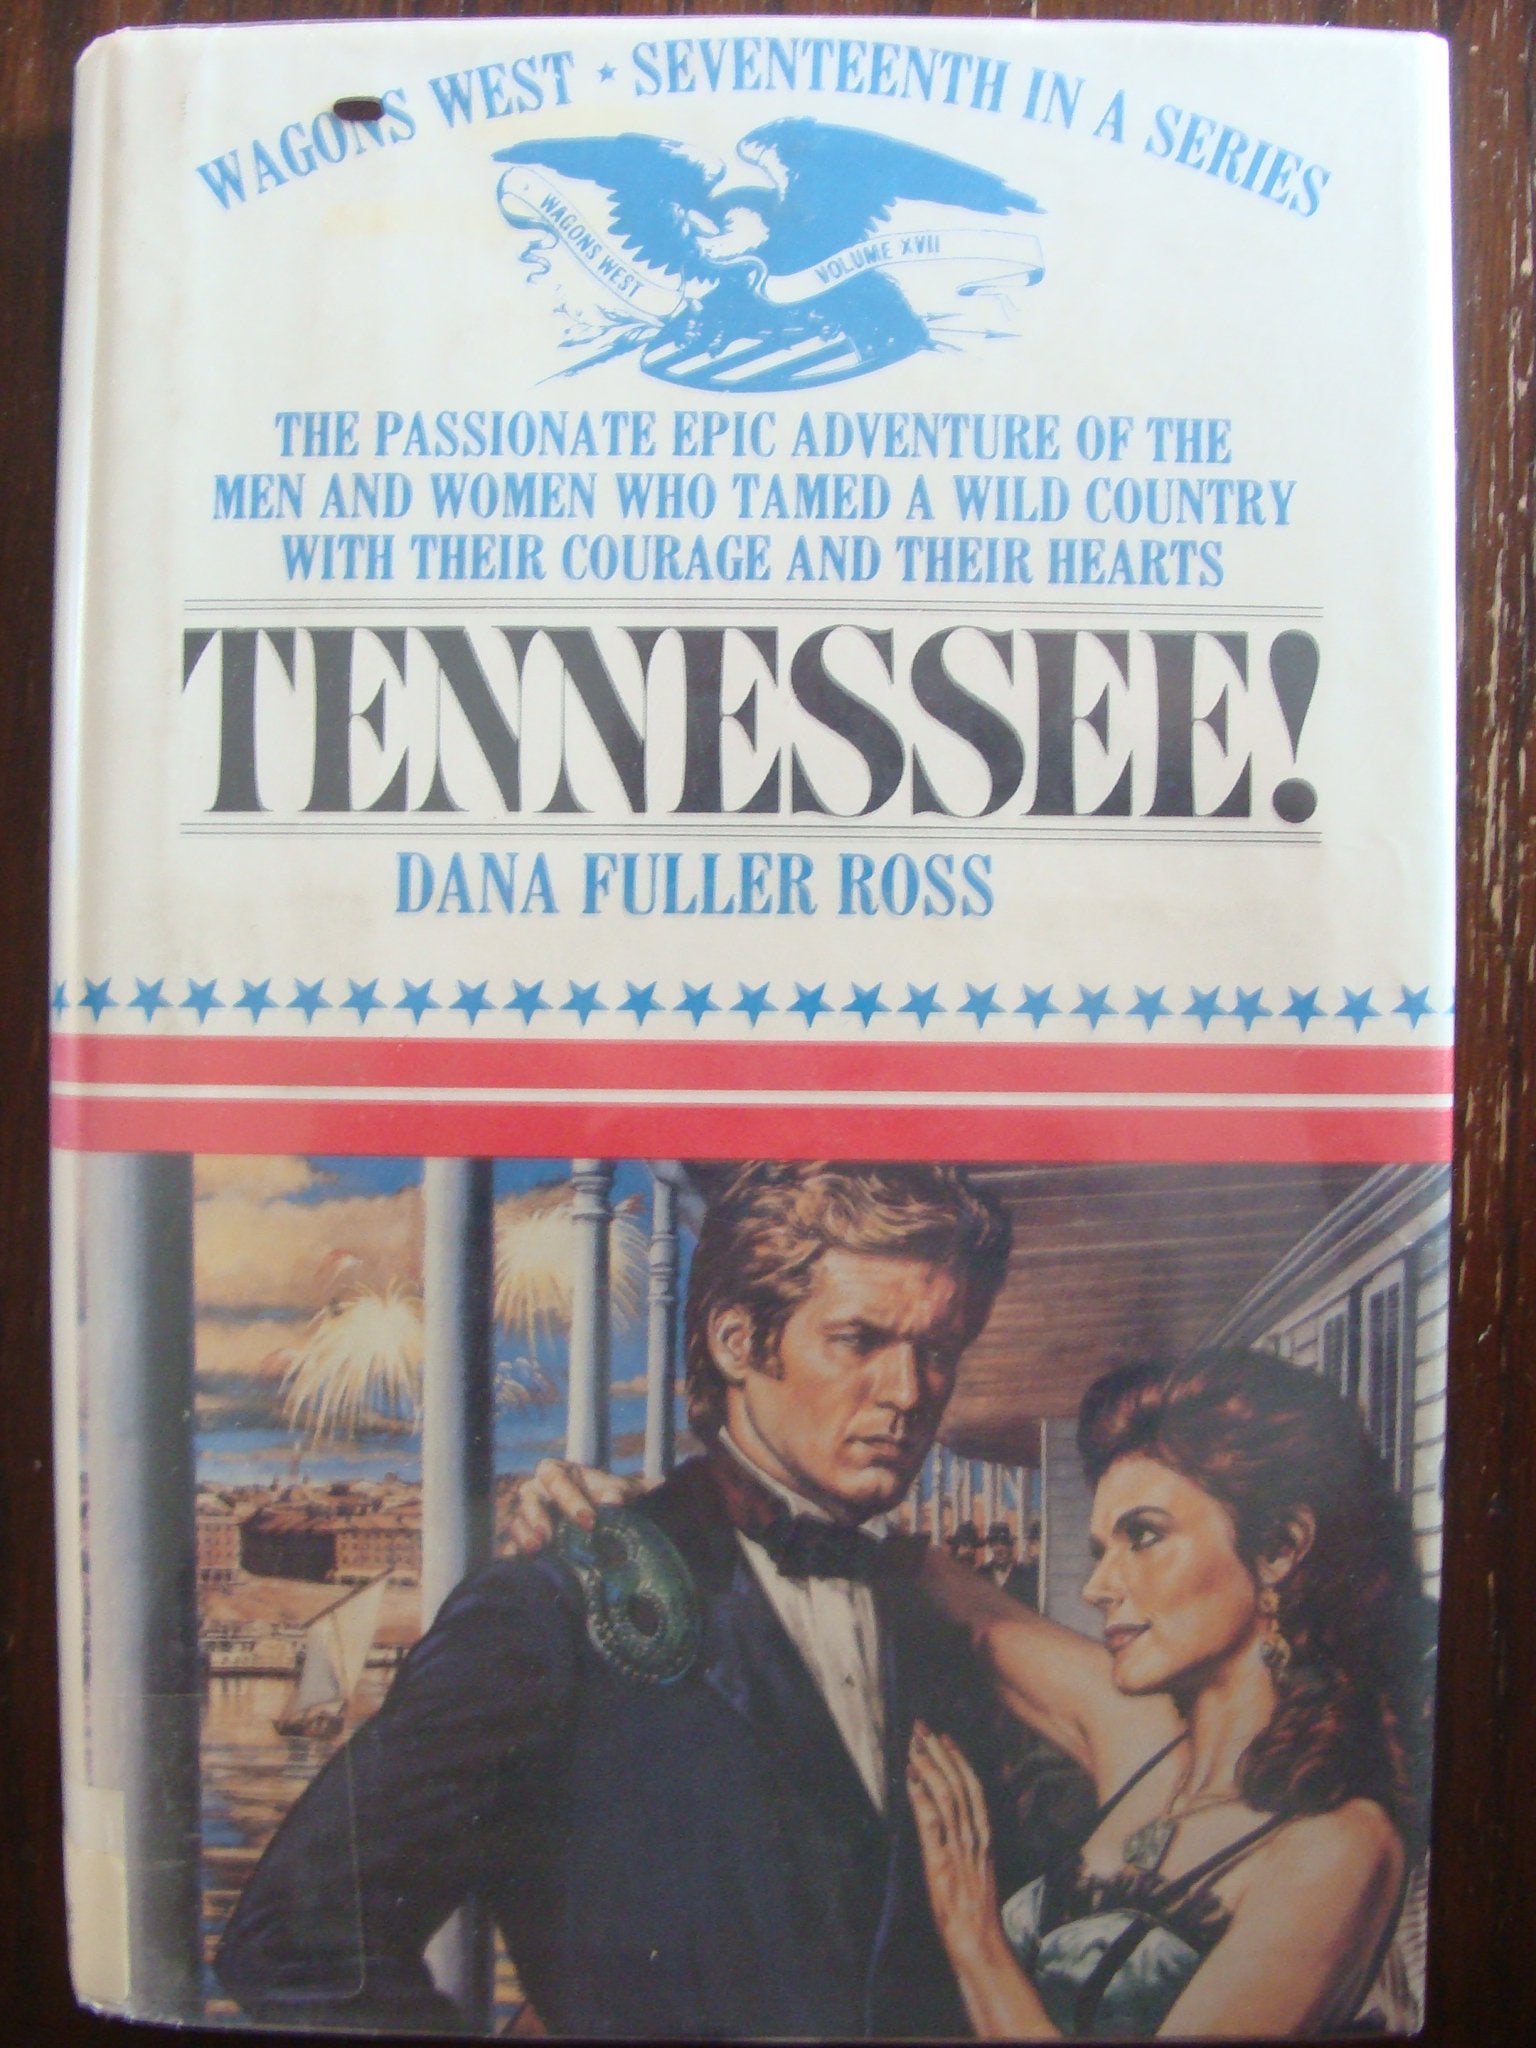 WAGONS WEST ★ SEVENTEENTH IN A SERIES
WAGONS WEST
VOLUME XVII
THE PASSIONATE EPIC ADVENTURE OF THE
MEN AND WOMEN WHO TAMED A WILD COUNTRY
WITH THEIR COURAGE AND THEIR HEARTS
TENNESSEE!
DANA FULLER ROSS